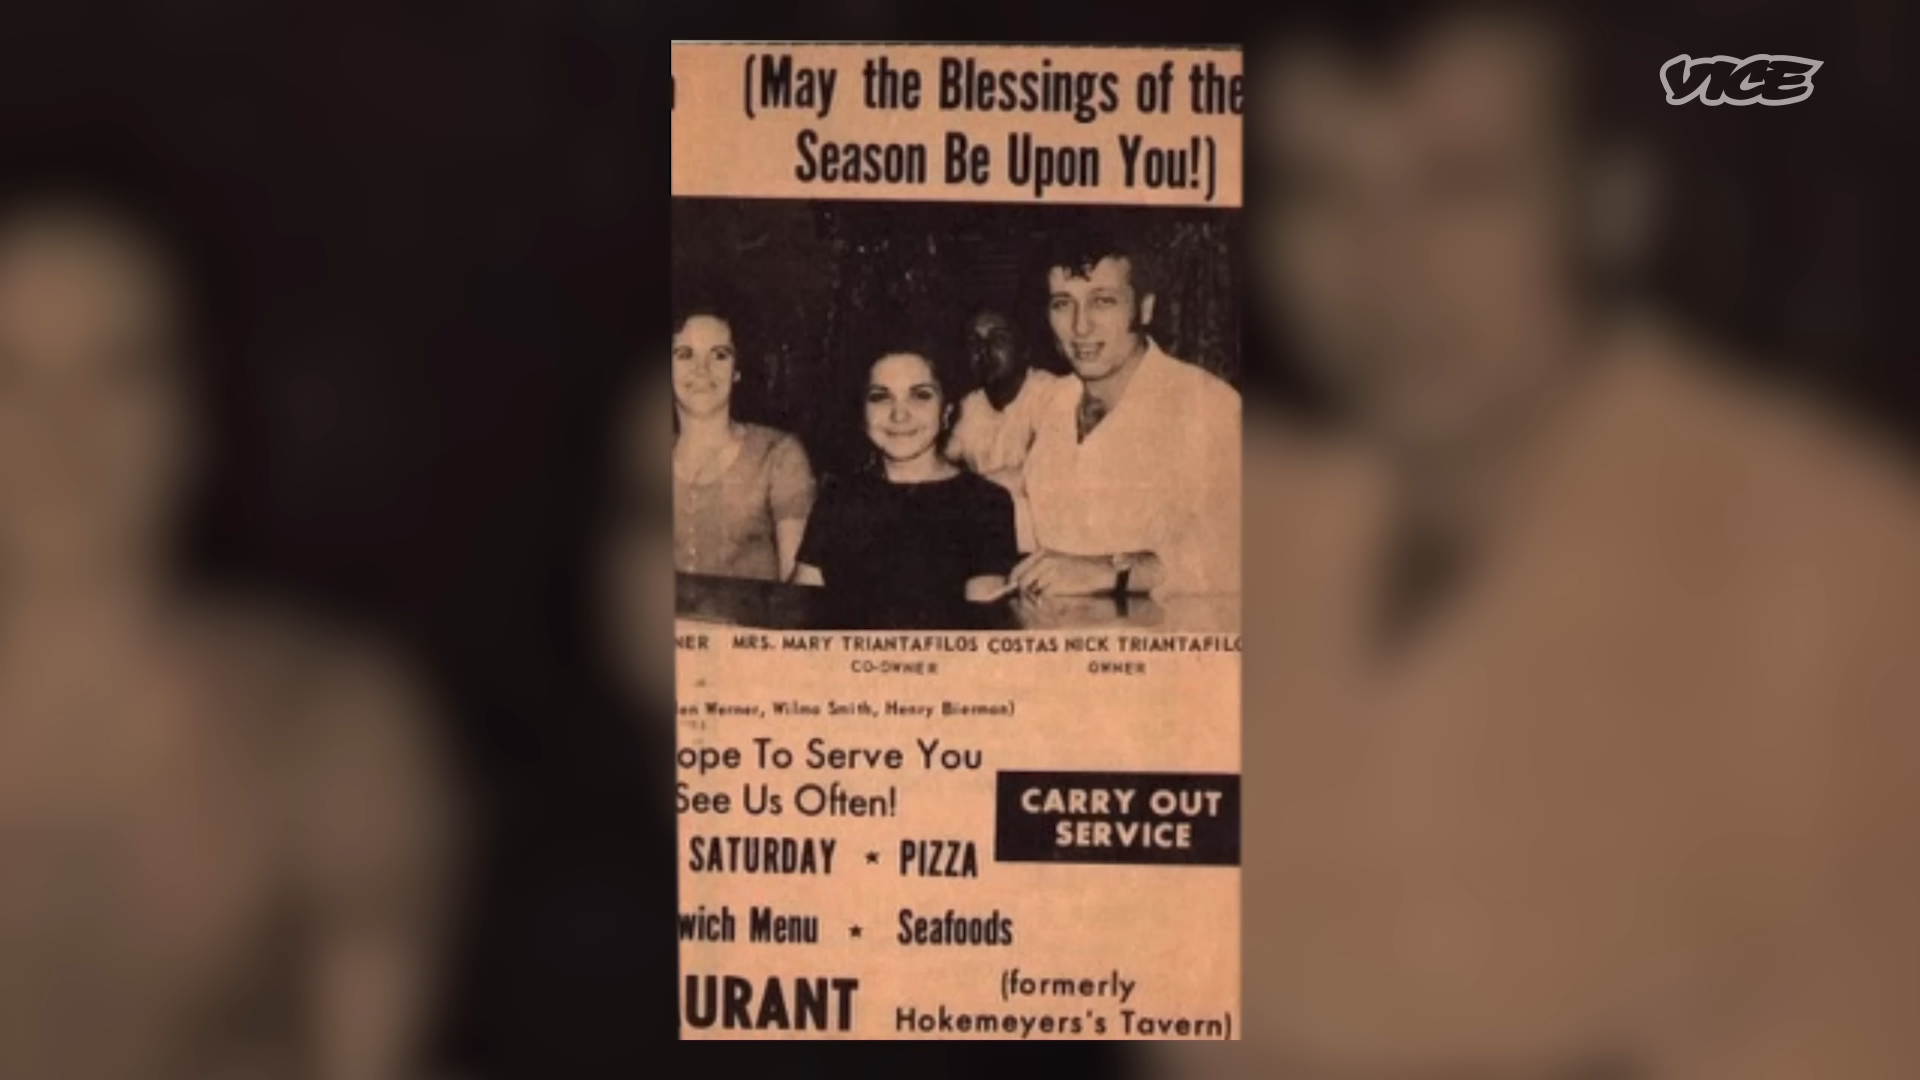 VICE
(May the Blessings of the
Season Be Upon You!)
NER MRS. MARY TRIANTAFILOS COSTAS NICK TRIANTAFILO
CO-OWNER OWNER
en Werner, Wilma Smith, Henry Bierman)
ope To Serve You
See Us Often!
CARRY OUT
SERVICE
SATURDAY ★ PIZZA
wich Menu ★ Seafoods
URANT
(formerly
Hokemeyers's Tavern)